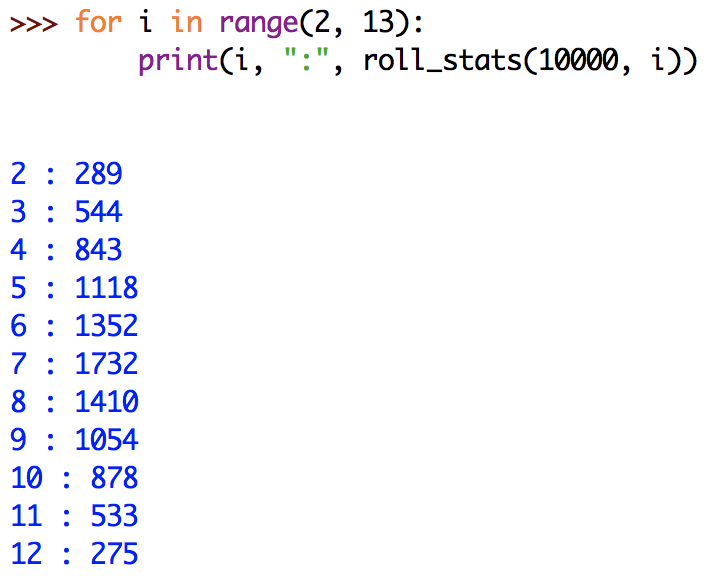 >>> for i in range(2, 13):
        print(i, ":", roll_stats(10000, i))
2 : 289
3 : 544
4 : 843
5 : 1118
6 : 1352
7 : 1732
8 : 1410
9 : 1054
10 : 878
11 : 533
12 : 275